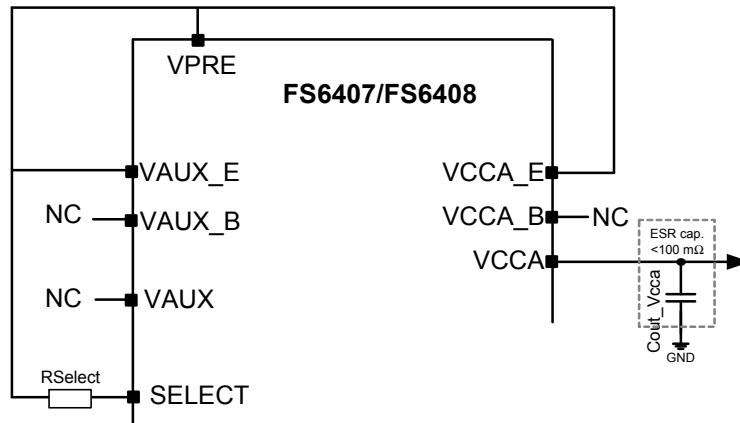 VPRE
FS6407/FS6408
VAUX_E
VCCA_E
NC
VAUX_B
VCCA_B
NC
ESR cap.
<100 mΩ
VCCA
NC
VAUX
Cout_Vcca
GND
RSelect
SELECT